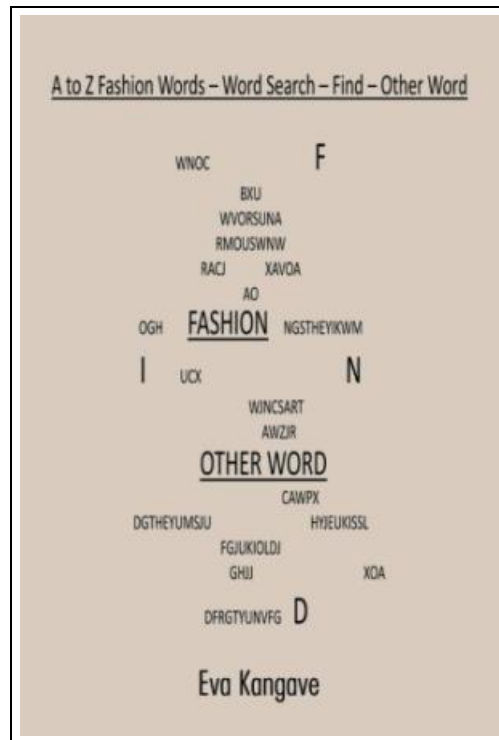 A to Z Fashion Words – Word Search – Find – Other Word
WNOC F
BXU
WVORSUNA
RMOUSWNW
RACJ XAVOA
AO
OGH FASHION NGSTHEYIKWM
I UCX N
WJNCSART
AWZJR
OTHER WORD
CAWPX
DGTHEYUMSJU HYJEUKISSL
FGJUKIOLDJ
GHJJ XOA
DFRGTYUNVFG D
Eva Kangave